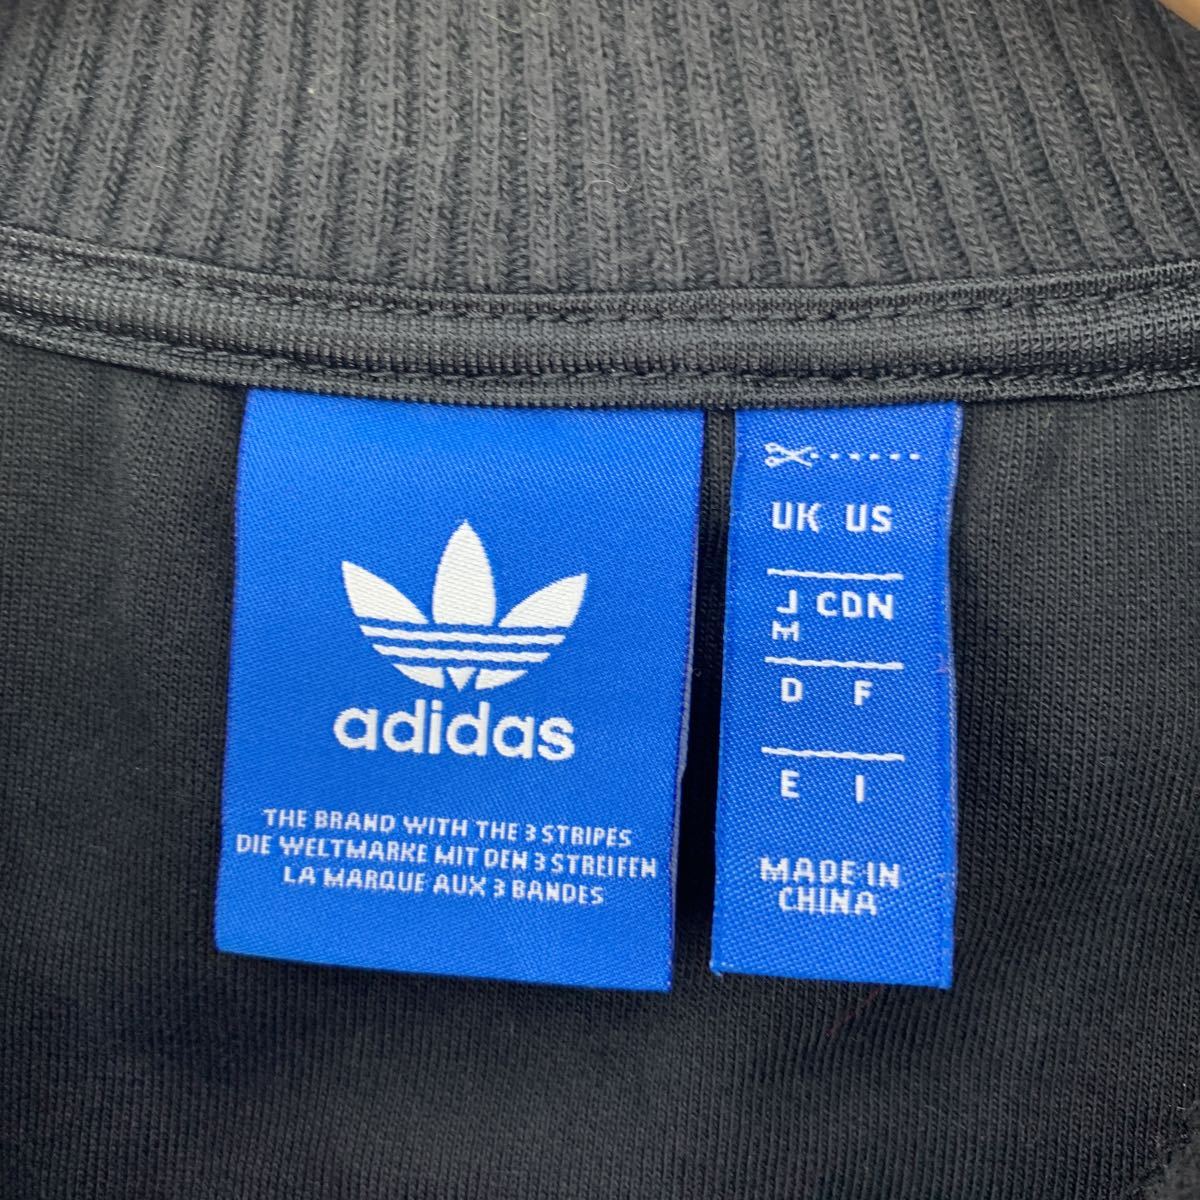 adidas
THE BRAND WITH THE 3 STRIPES
DIE WELTMARKE MIT DEN 3 STREIFEN
LA MARQUE AUX 3 BANDES
UK US
J CDN
M
D F
E I
MADE IN
CHINA